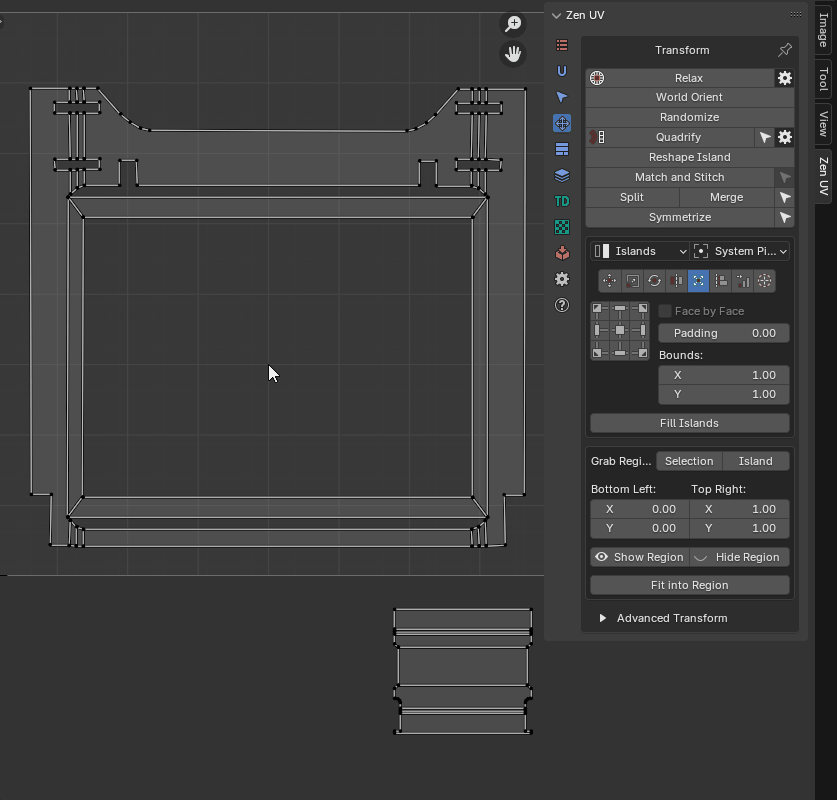 Zen UV
Transform
Relax
World Orient
Randomize
Quadrify
Reshape Island
Match and Stitch
Split Merge
Symmetrize
Islands System Pi...
Face by Face
Padding 0.00
Bounds:
X 1.00
Y 1.00
Fill Islands
Grab Regi... Selection Island
Bottom Left: Top Right:
X 0.00 X 1.00
Y 0.00 Y 1.00
Show Region Hide Region
Fit into Region
Advanced Transform
TD
Image
Tool
View
Zen UV